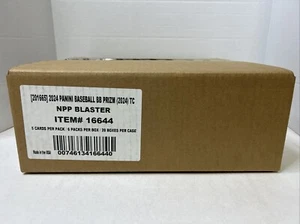 [201665] 2024 PANINI BASEBALL BB PRIZM (2024) TC
NPP BLASTER
ITEM# 16644
5 CARDS PER PACK / 6 PACKS PER BOX / 20 BOXES PER CASE
Made in the USA
00746134166440